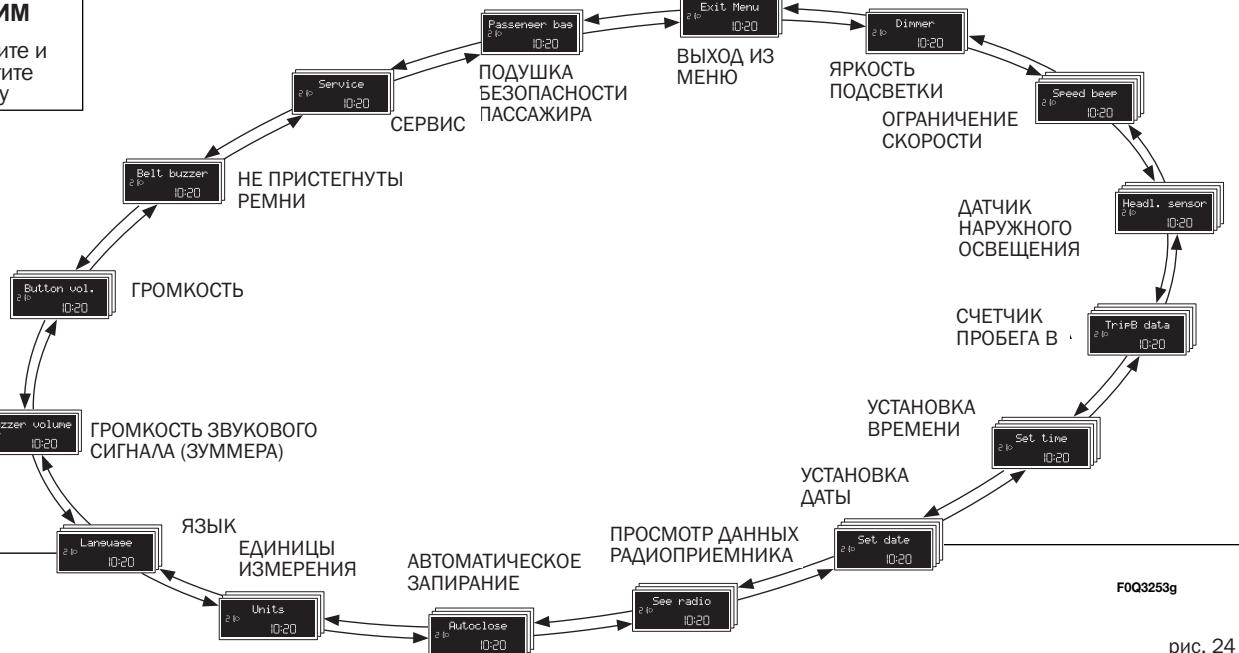 ИМ
ите и
тите
у
Exit Menu
10:20
ВЫХОД ИЗ
МЕНЮ
Dimmer
10:20
ЯРКОСТЬ
ПОДСВЕТКИ
Speed beep
10:20
ОГРАНИЧЕНИЕ
СКОРОСТИ
Headl. sensor
10:20
ДАТЧИК
НАРУЖНОГО
ОСВЕЩЕНИЯ
TripB data
10:20
СЧЕТЧИК
ПРОБЕГА В
Set time
10:20
УСТАНОВКА
ВРЕМЕНИ
Set date
10:20
УСТАНОВКА
ДАТЫ
See radio
10:20
ПРОСМОТР ДАННЫХ
РАДИОПРИЕМНИКА
Autoclose
10:20
АВТОМАТИЧЕСКОЕ
ЗАПИРАНИЕ
Units
10:20
ЕДИНИЦЫ
ИЗМЕРЕНИЯ
Language
10:20
ЯЗЫК
zzer volume
10:20
ГРОМКОСТЬ ЗВУКОВОГО
СИГНАЛА (ЗУММЕРА)
Button vol.
10:20
ГРОМКОСТЬ
Belt buzzer
10:20
НЕ ПРИСТЕГНУТЫ
РЕМНИ
Service
10:20
СЕРВИС
Passenger bag
10:20
ПОДУШКА
БЕЗОПАСНОСТИ
ПАССАЖИРА
F0Q3253g
рис. 24